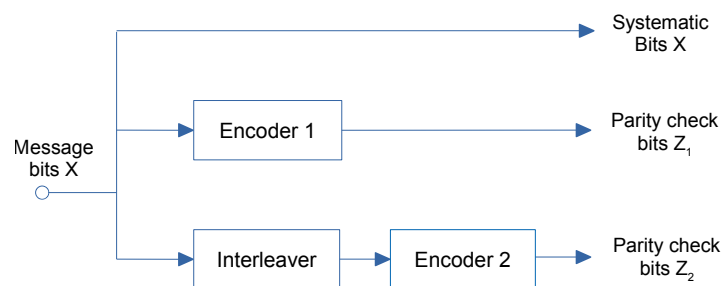 Systematic
Bits X
Encoder 1
Parity check
bits Z₁
Message
bits X
Interleaver
Encoder 2
Parity check
bits Z₂